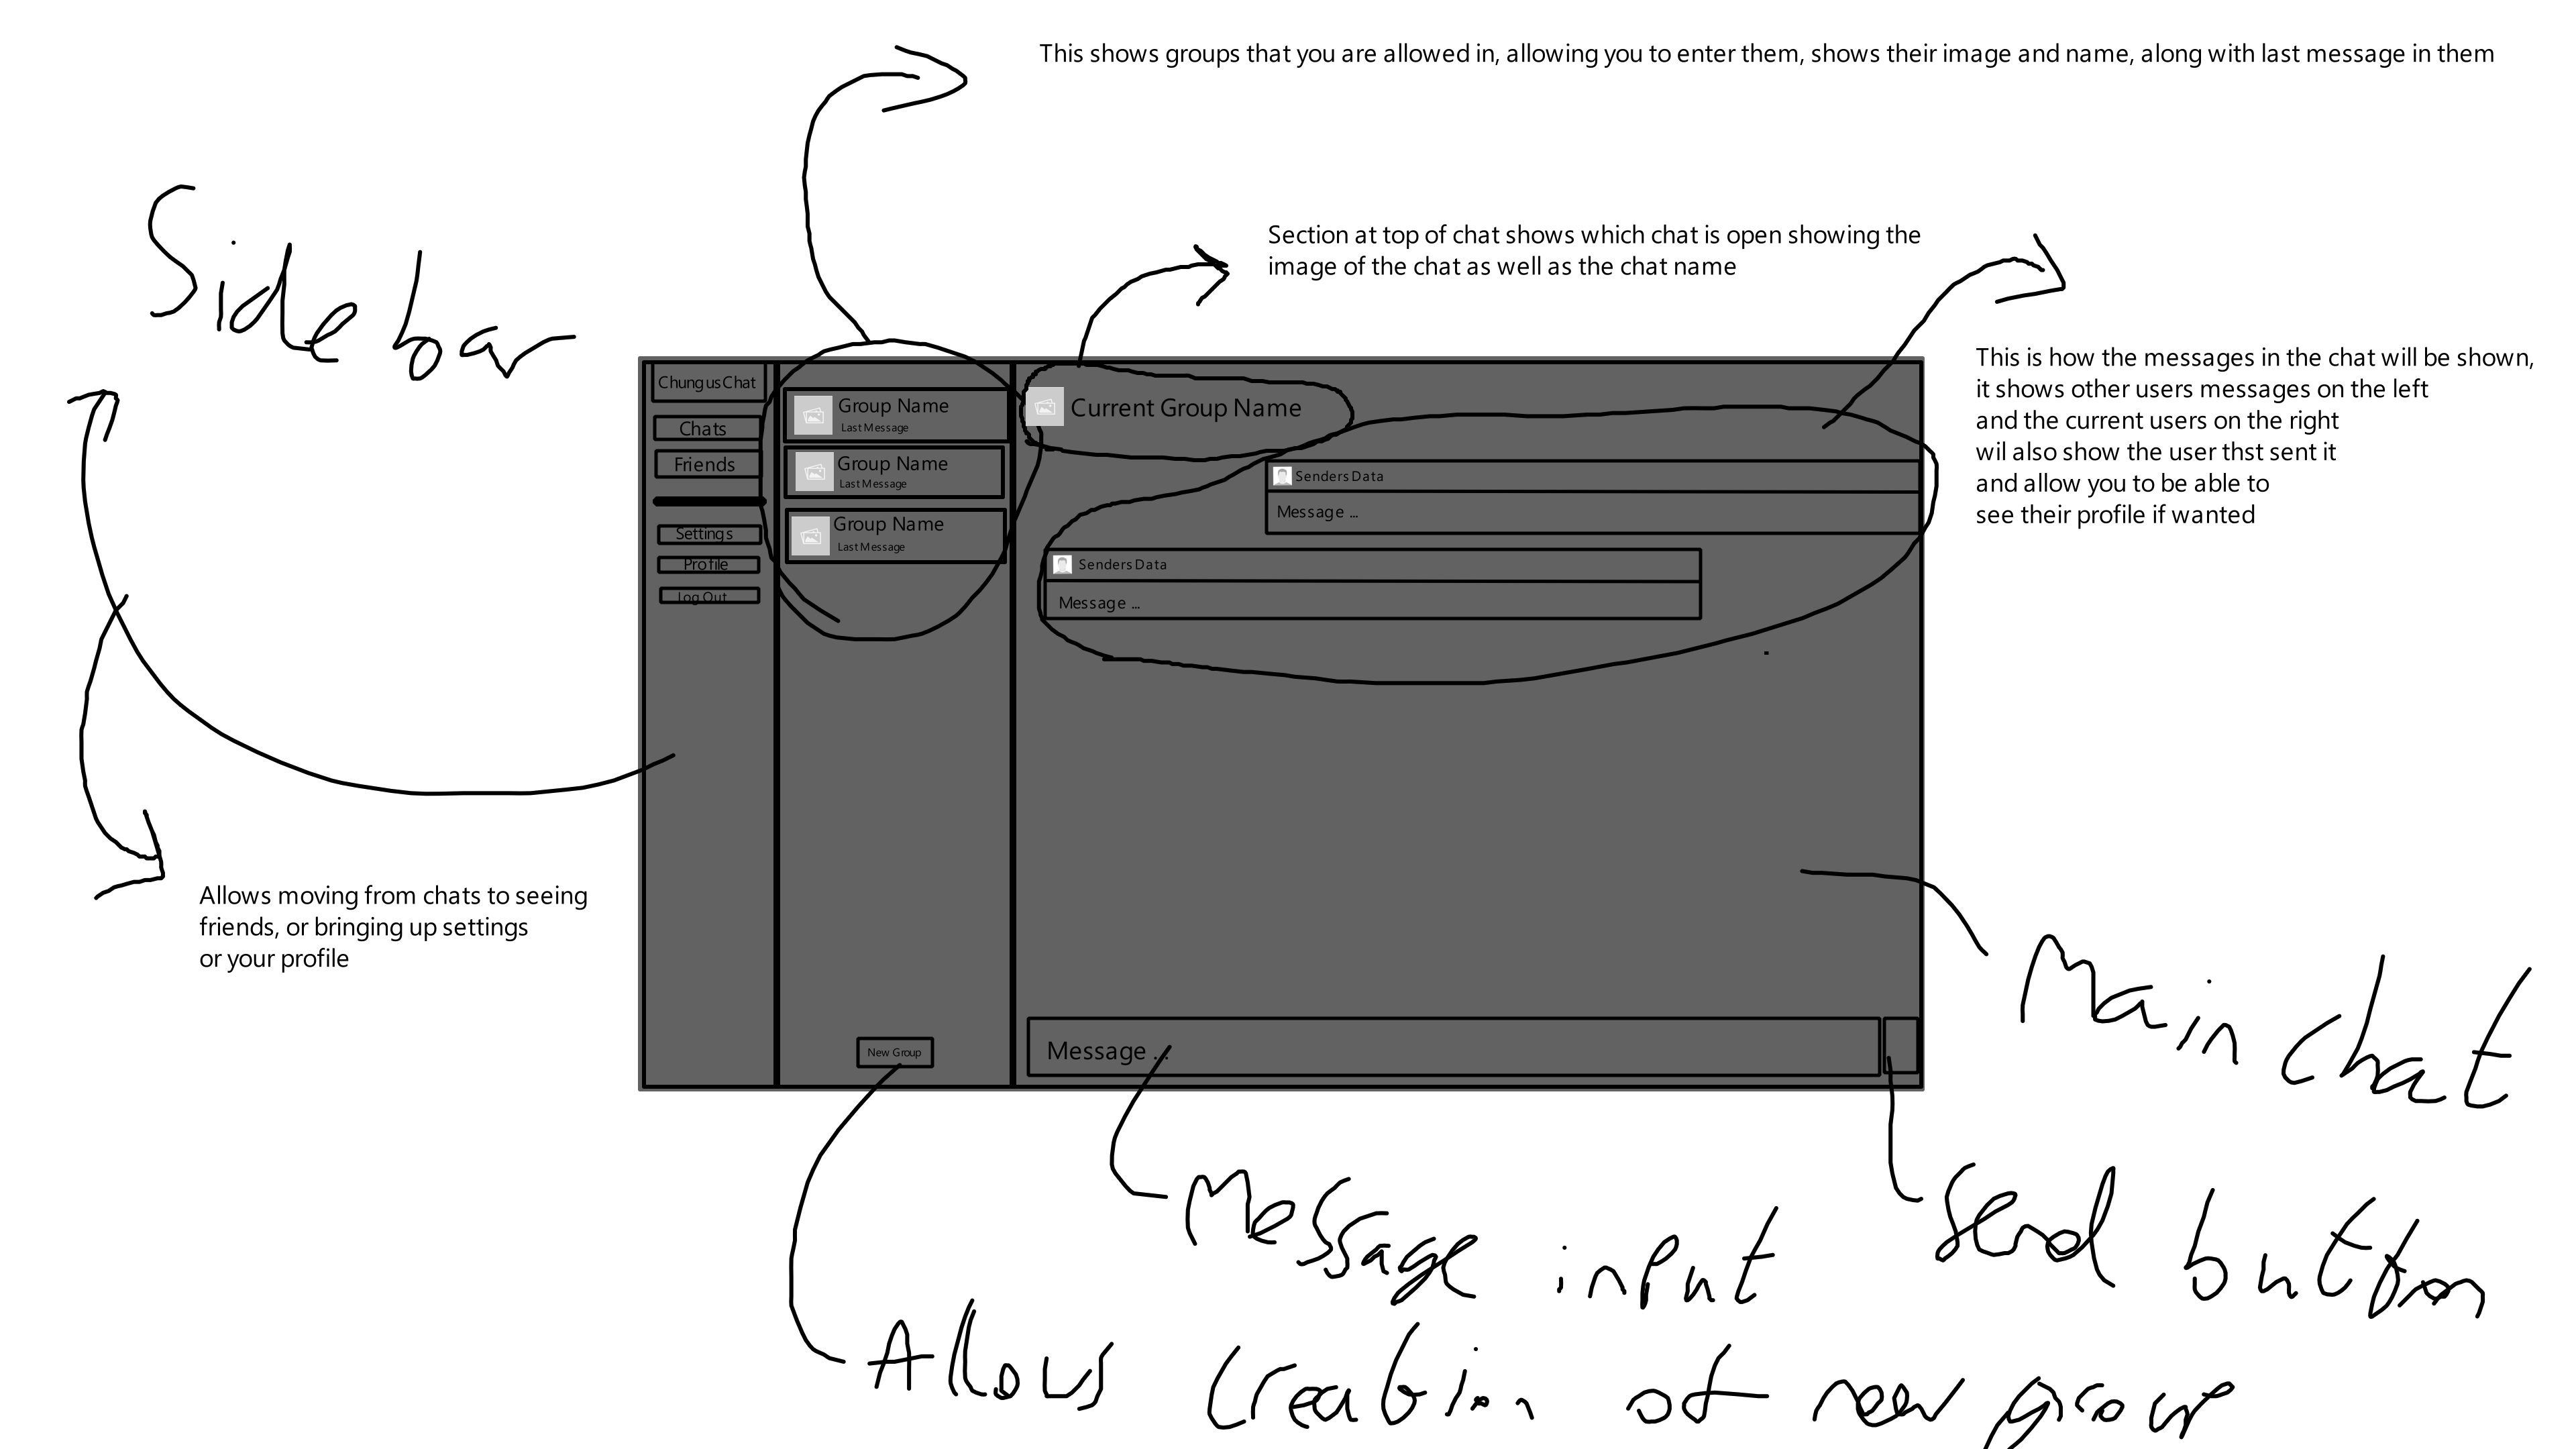 This shows groups that you are allowed in, allowing you to enter them, shows their image and name, along with last message in them
Section at top of chat shows which chat is open showing the
image of the chat as well as the chat name
Side bar
This is how the messages in the chat will be shown,
it shows other users messages on the left
and the current users on the right
wil also show the user thst sent it
and allow you to be able to
see their profile if wanted
ChungusChat
Chats
Friends
Settings
Profile
Log Out
Group Name
Last Message
Group Name
Last Message
Group Name
Last Message
New Group
Current Group Name
Senders Data
Message ...
Senders Data
Message ...
Message ...
Allows moving from chats to seeing
friends, or bringing up settings
or your profile
Main chat
Message input
Send button
Allows creation of new group